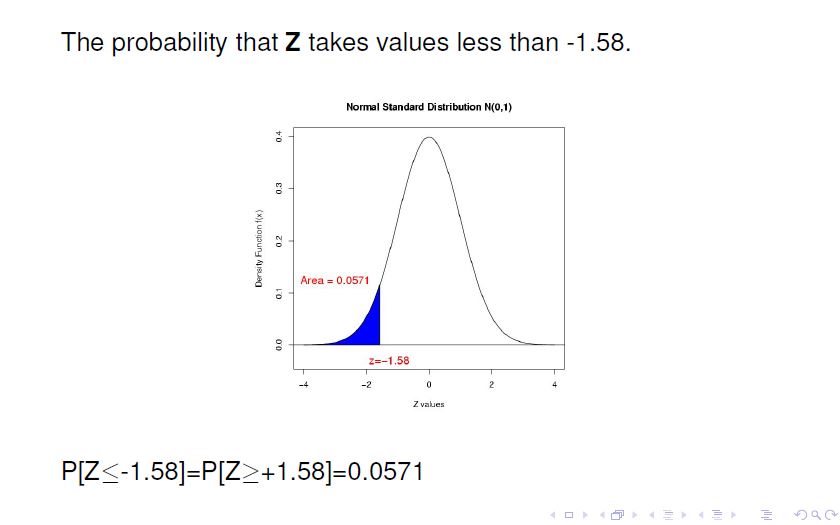 The probability that Z takes values less than -1.58.
Normal Standard Distribution N(0,1)
Density Function f(x)
0.4
0.3
0.2
0.1
0.0
Area = 0.0571
z=−1.58
−4 −2 0 2 4
Z values
P[Z≤-1.58]=P[Z≥+1.58]=0.0571